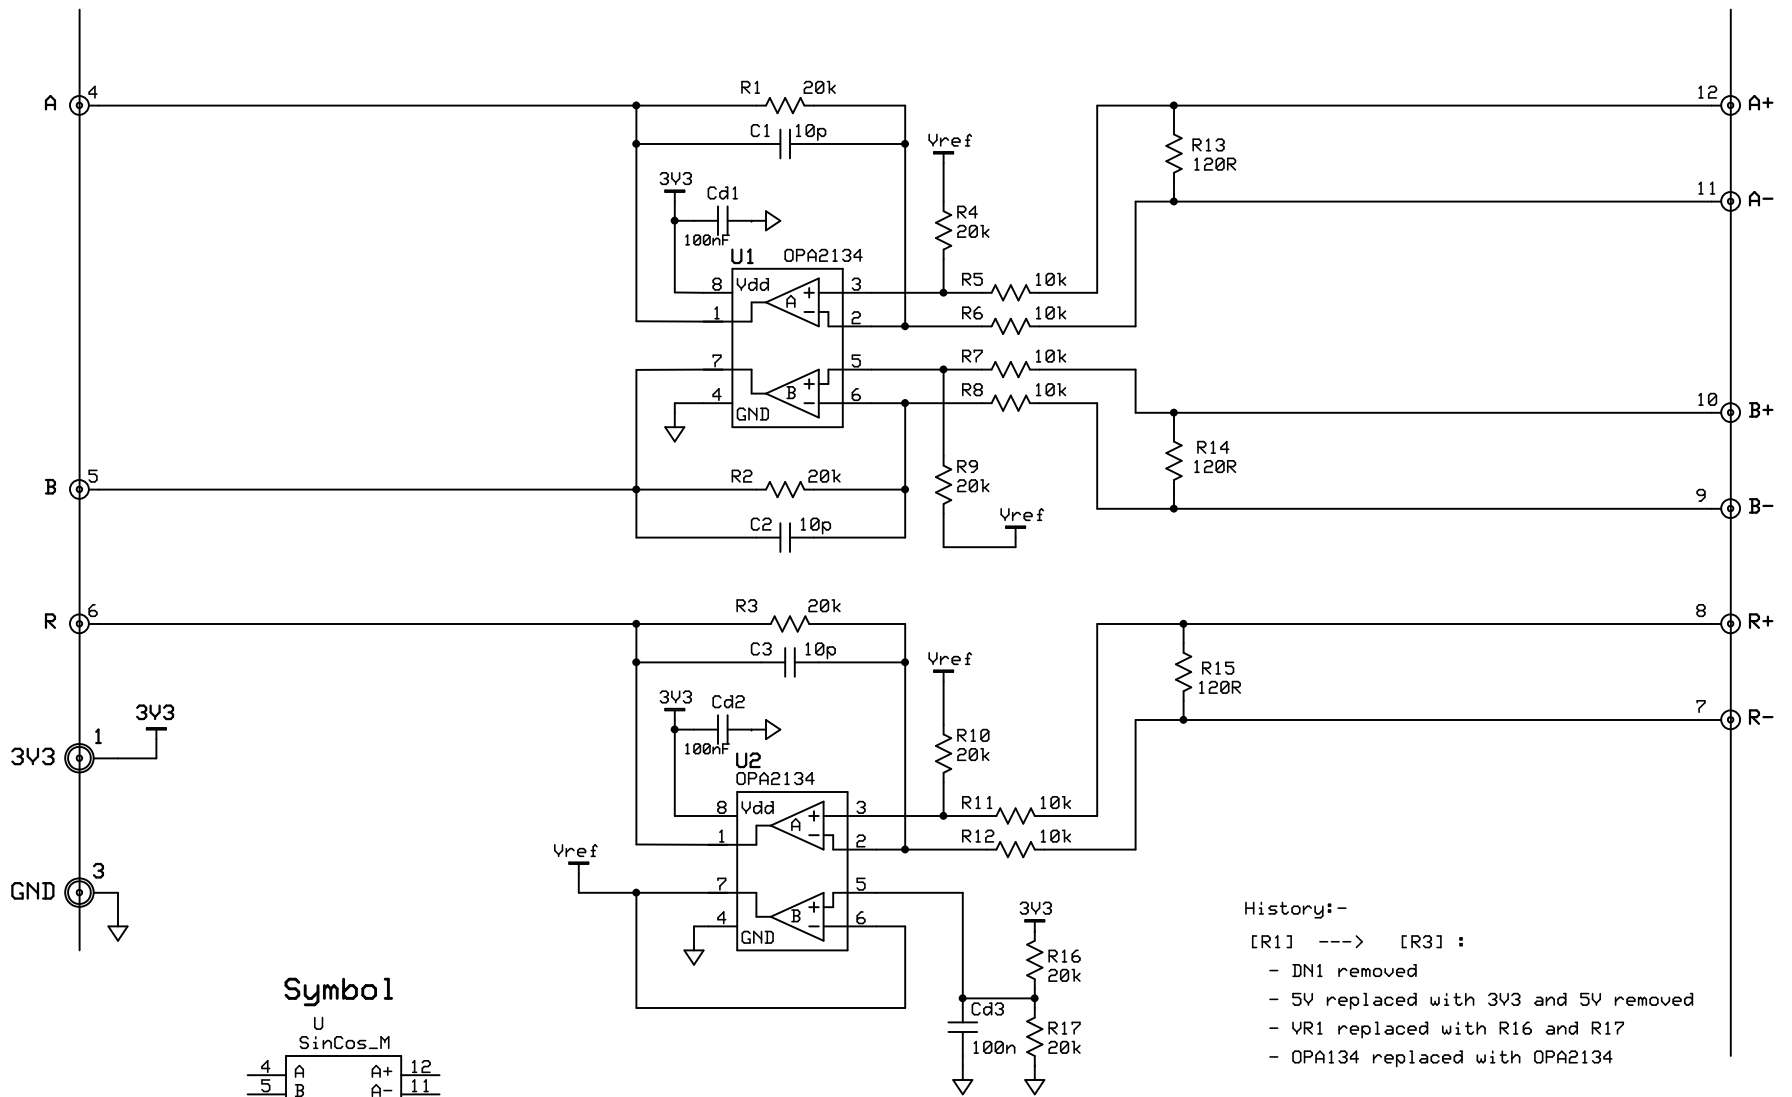 A 4
R1 20k
12 A+
C1 10p
Vref
R13
120R
3V3
Cd1
11 A-
R4
20k
100nF
U1 OPA2134
8 Vdd
A + -
3
R5 10k
1
2
R6 10k
7
5
R7 10k
B + -
4
GND
6
R8 10k
10 B+
R14
120R
R9
20k
B 5
R2 20k
9 B-
C2 10p
Vref
R 6
R3 20k
8 R+
C3 10p
Vref
R15
120R
3V3
Cd2
7 R-
3V3
3V3 1
R10
20k
100nF
U2
OPA2134
8 Vdd
A + -
3
R11 10k
1
2
R12 10k
Vref
GND 3
7
5
B + -
4
GND
6
3V3
R16
20k
Cd3
100n
R17
20k
History:-
[R1] ---> [R3] :
- DN1 removed
- 5V replaced with 3V3 and 5V removed
- VR1 replaced with R16 and R17
- OPA134 replaced with OPA2134
Symbol
U
SinCos_M
4 A A+ 12
5 B A- 11